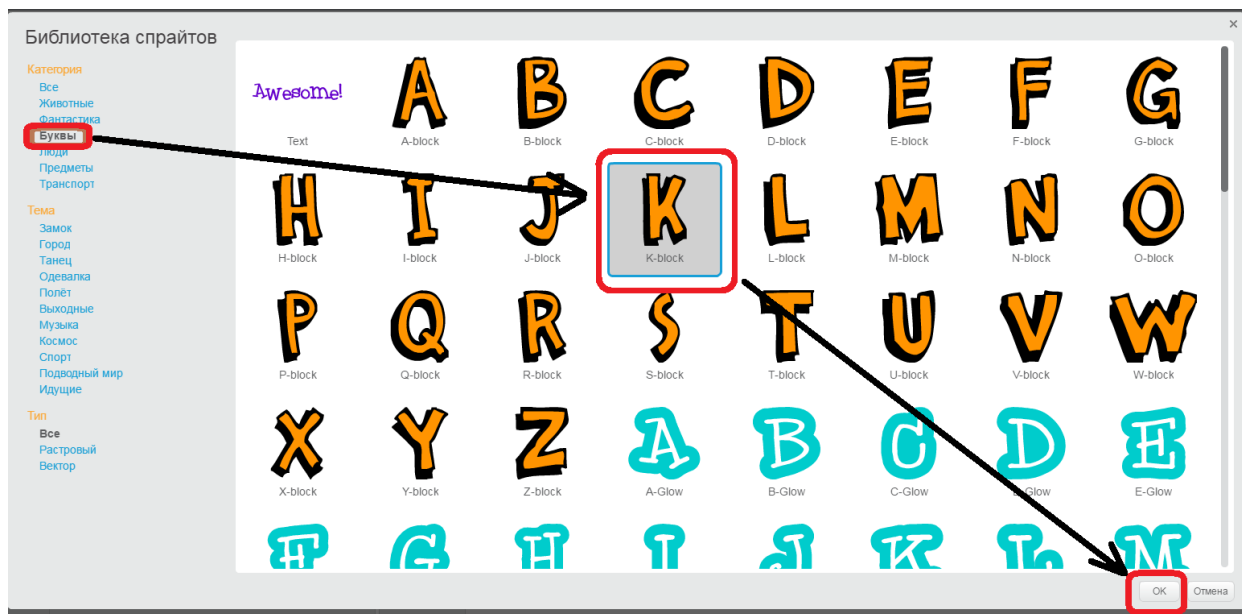 Библиотека спрайтов
×
Категория
Все
Животные
Фантастика
Буквы
Люди
Предметы
Транспорт
Тема
Замок
Город
Танец
Одевалка
Полёт
Выходные
Музыка
Космос
Спорт
Подводный мир
Идущие
Тип
Все
Растровый
Вектор
Awesome! A B C D E F G
Text A-block B-block C-block D-block E-block F-block G-block
H I J K L M N O
H-block I-block J-block K-block L-block M-block N-block O-block
P Q R S T U V W
P-block Q-block R-block S-block T-block U-block V-block W-block
X Y Z A B C D E
X-block Y-block Z-block A-Glow B-Glow C-Glow D-Glow E-Glow
F G H I J K L M
OK Отмена